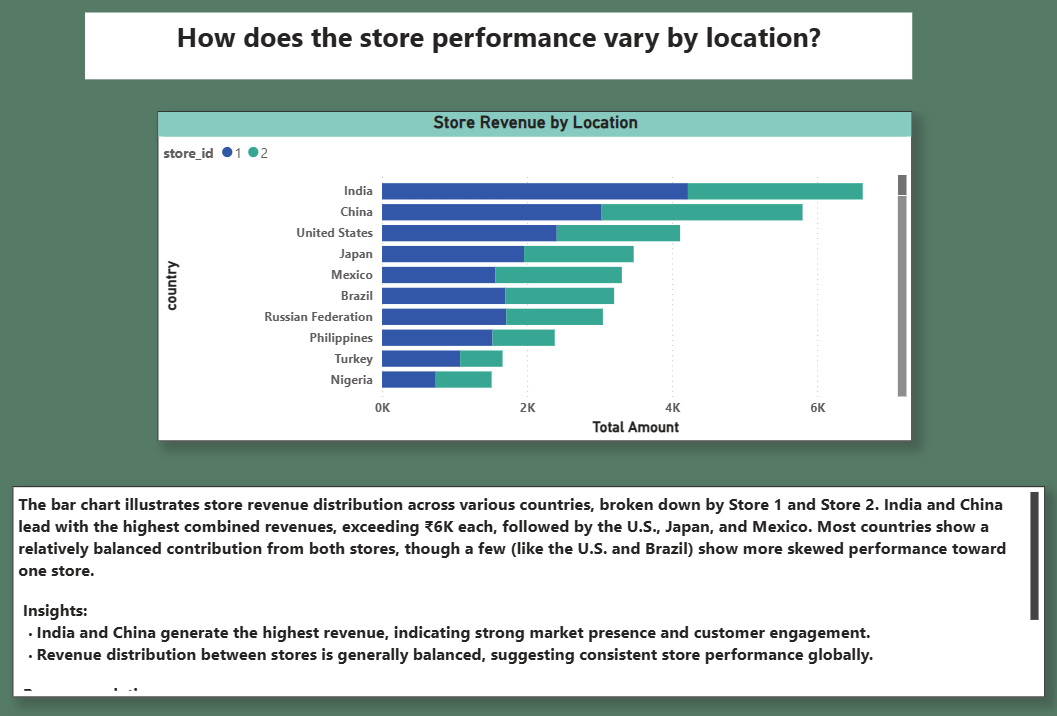 How does the store performance vary by location?
Store Revenue by Location
store_id 1 2
country
India
China
United States
Japan
Mexico
Brazil
Russian Federation
Philippines
Turkey
Nigeria
0K 2K 4K 6K
Total Amount
The bar chart illustrates store revenue distribution across various countries, broken down by Store 1 and Store 2. India and China
lead with the highest combined revenues, exceeding ₹6K each, followed by the U.S., Japan, and Mexico. Most countries show a
relatively balanced contribution from both stores, though a few (like the U.S. and Brazil) show more skewed performance toward
one store.
Insights:
· India and China generate the highest revenue, indicating strong market presence and customer engagement.
· Revenue distribution between stores is generally balanced, suggesting consistent store performance globally.